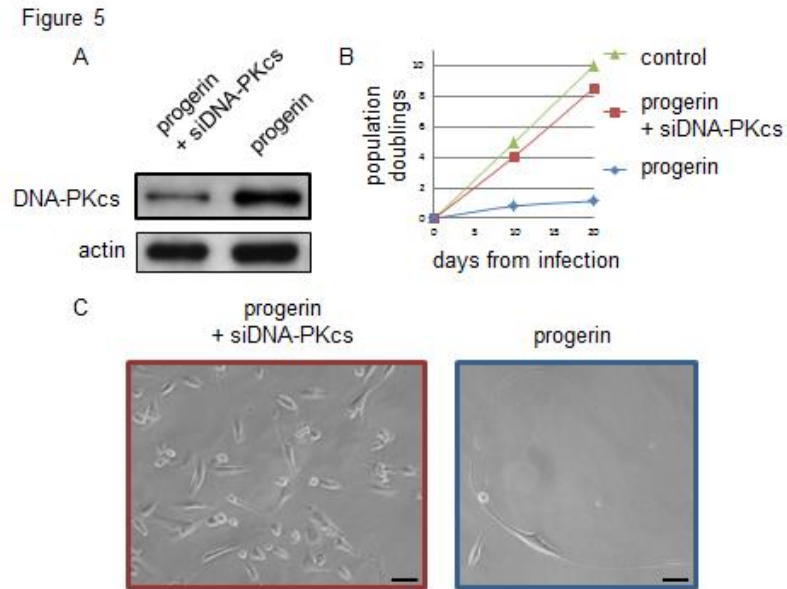 Figure 5
A
progerin
+ siDNA-PKcs
progerin
DNA-PKcs
actin
B
population
doublings
10
8
6
4
2
0
0 5 10 15 20
days from infection
control
progerin
+ siDNA-PKcs
progerin
C
progerin
+ siDNA-PKcs
progerin